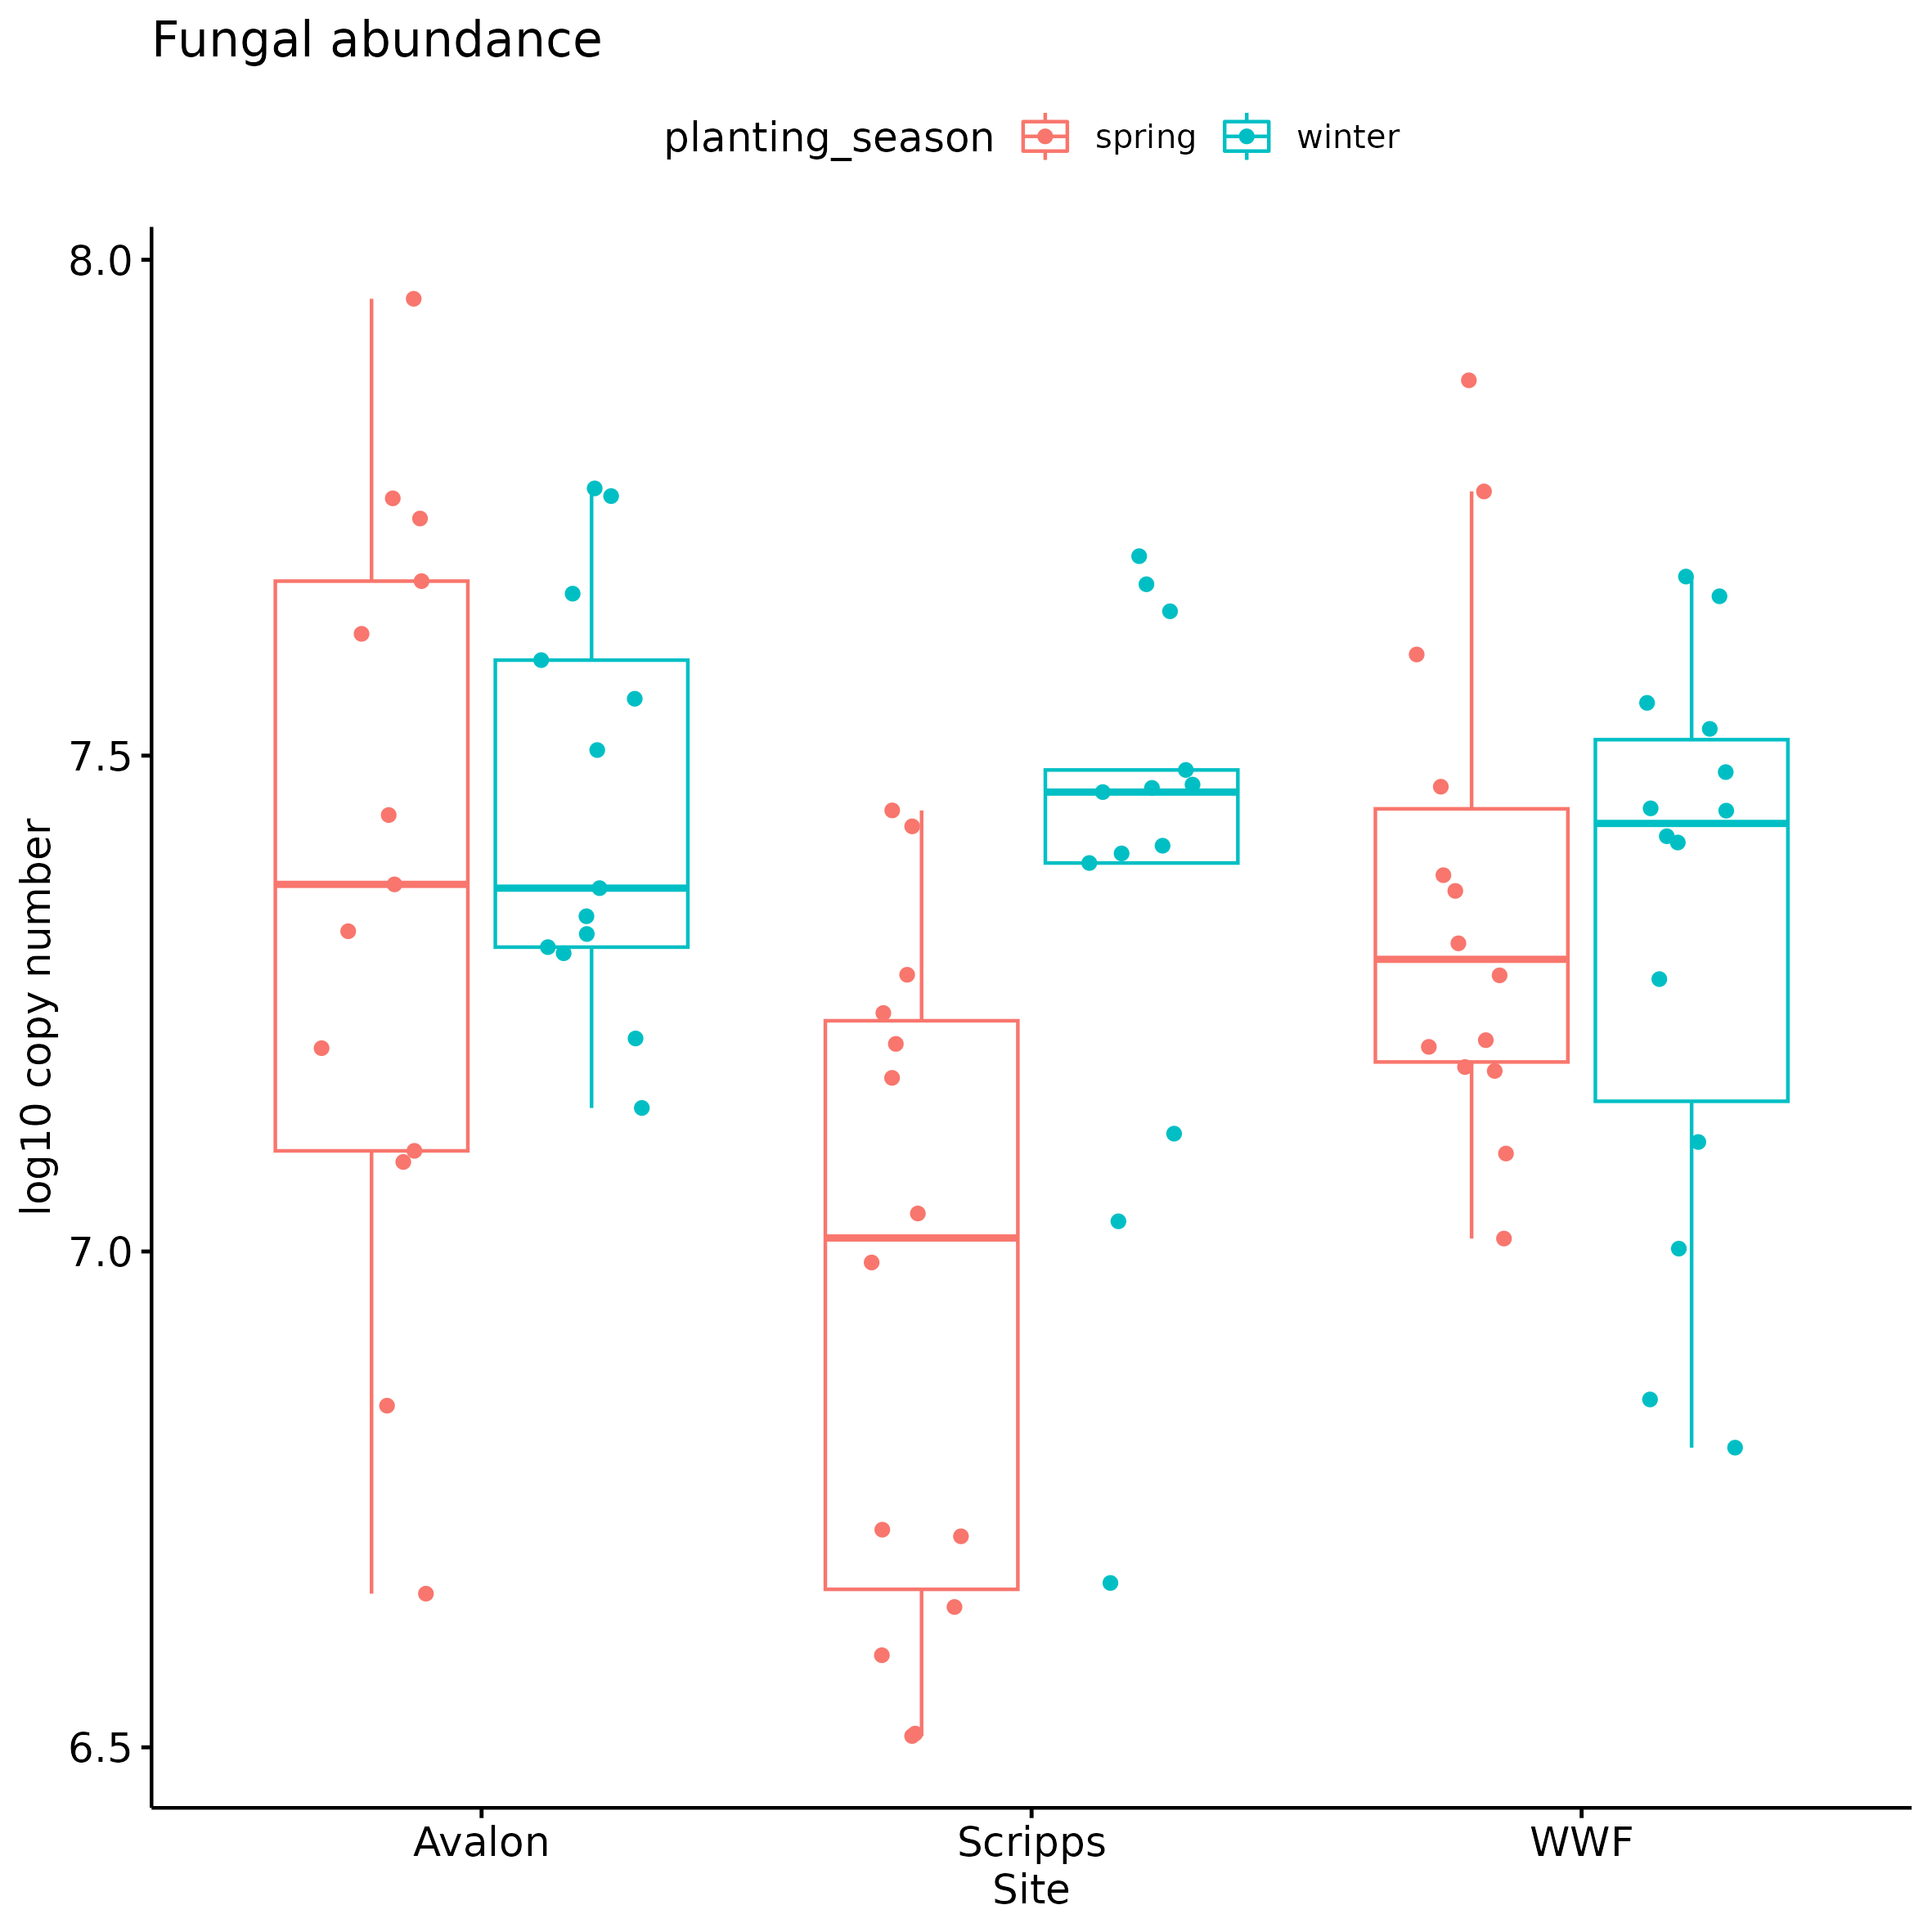 Fungal abundance
planting_season spring winter
8.0
7.5
7.0
6.5
log10 copy number
Avalon Scripps WWF
Site